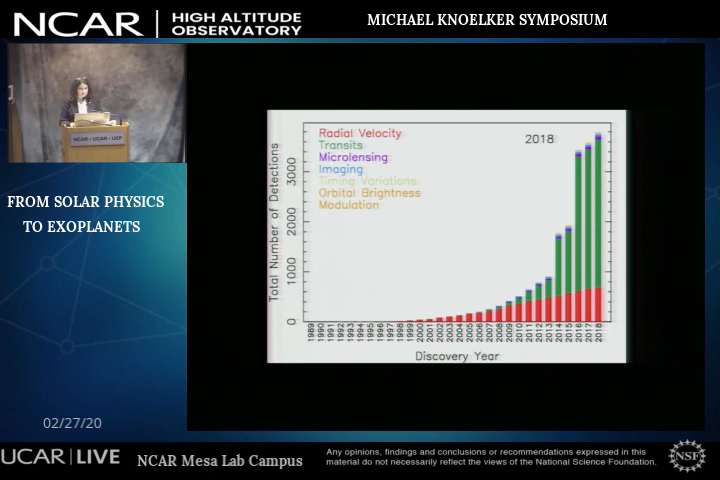 NCAR
HIGH ALTITUDE
OBSERVATORY
MICHAEL KNOELKER SYMPOSIUM
NCAR • UCAR • UCP
FROM SOLAR PHYSICS
TO EXOPLANETS
02/27/20
Radial Velocity
Transits
Microlensing
Imaging
Timing Variations
Orbital Brightness
Modulation
2018
Total Number of Detections
3000
2000
1000
0
1989 1990 1991 1992 1993 1994 1995 1996 1997 1998 1999 2000 2001 2002 2003 2004 2005 2006 2007 2008 2009 2010 2011 2012 2013 2014 2015 2016 2017 2018
Discovery Year
UCAR | LIVE
NCAR Mesa Lab Campus
Any opinions, findings and conclusions or recommendations expressed in this
material do not necessarily reflect the views of the National Science Foundation.
NSF